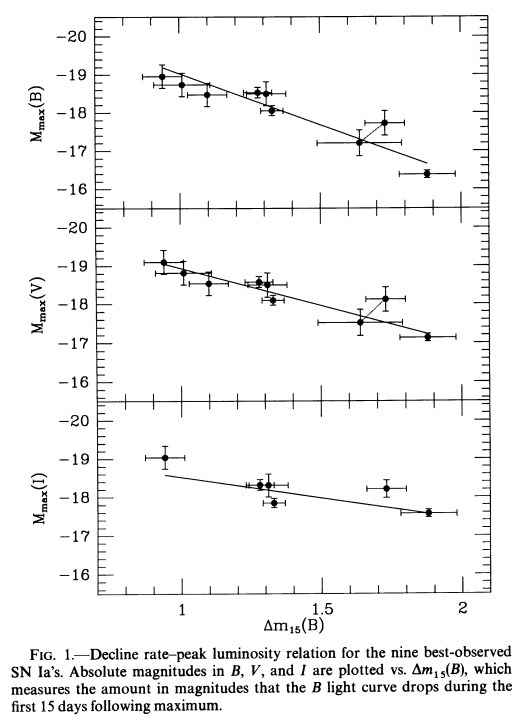 −20
−19
−18
−17
−16
M_max(B)
−20
−19
−18
−17
−16
M_max(V)
−19
−18
−17
−16
M_max(I)
1
1.5
2
Δm₁₅(B)
FIG. 1.—Decline rate–peak luminosity relation for the nine best-observed
SN Ia's. Absolute magnitudes in B, V, and I are plotted vs. Δm₁₅(B), which
measures the amount in magnitudes that the B light curve drops during the
first 15 days following maximum.